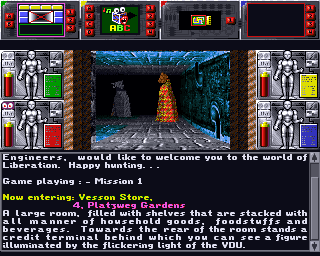 ABC
Engineers, would like to welcome you to the world of
Liberation. Happy hunting...
Game playing :- Mission 1
Now entering: Vesson Store,
4, Platzweg Gardens
A large room, filled with shelves that are stacked with
all manner of household goods, foodstuffs and
beverages. Towards the rear of the room stands a
credit terminal behind which you can see a figure
illuminated by the flickering light of the VDU.